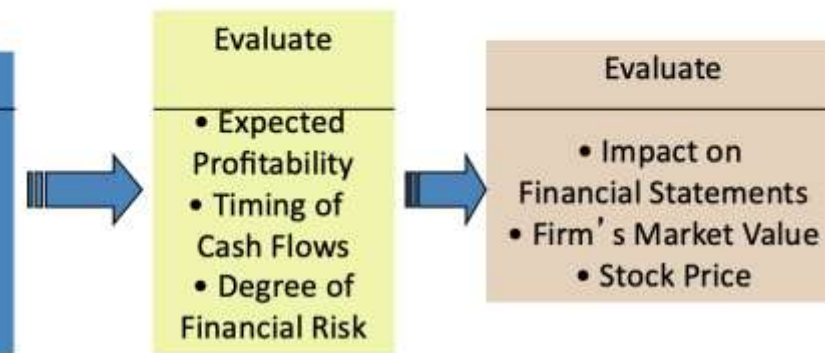 Evaluate
• Expected
Profitability
• Timing of
Cash Flows
• Degree of
Financial Risk
Evaluate
• Impact on
Financial Statements
• Firm’s Market Value
• Stock Price